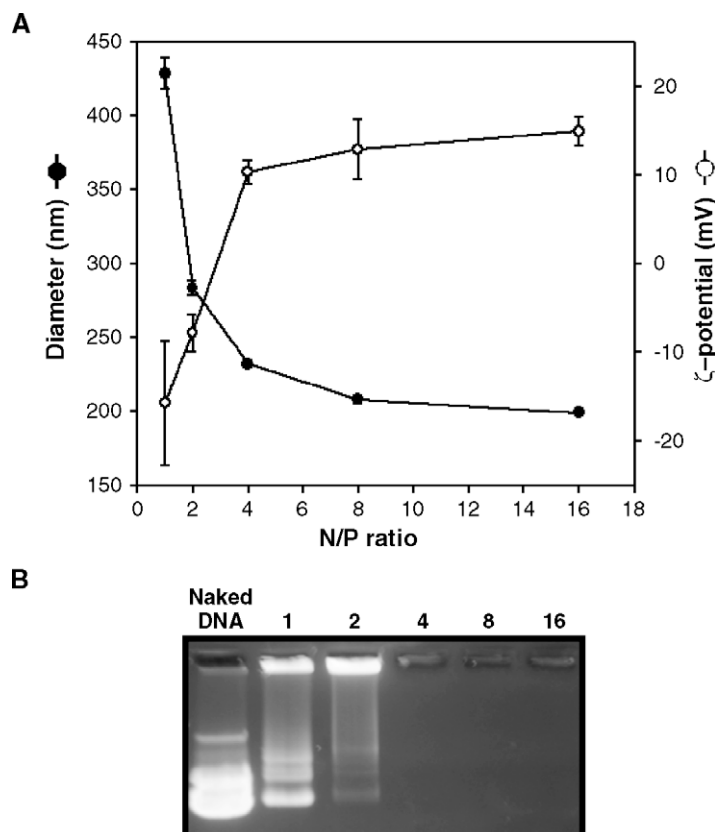 A
450
400
350
300
250
200
150
Diameter (nm)
20
10
0
-10
-20
ζ–potential (mV)
0 2 4 6 8 10 12 14 16 18
N/P ratio
B
Naked
DNA 1 2 4 8 16